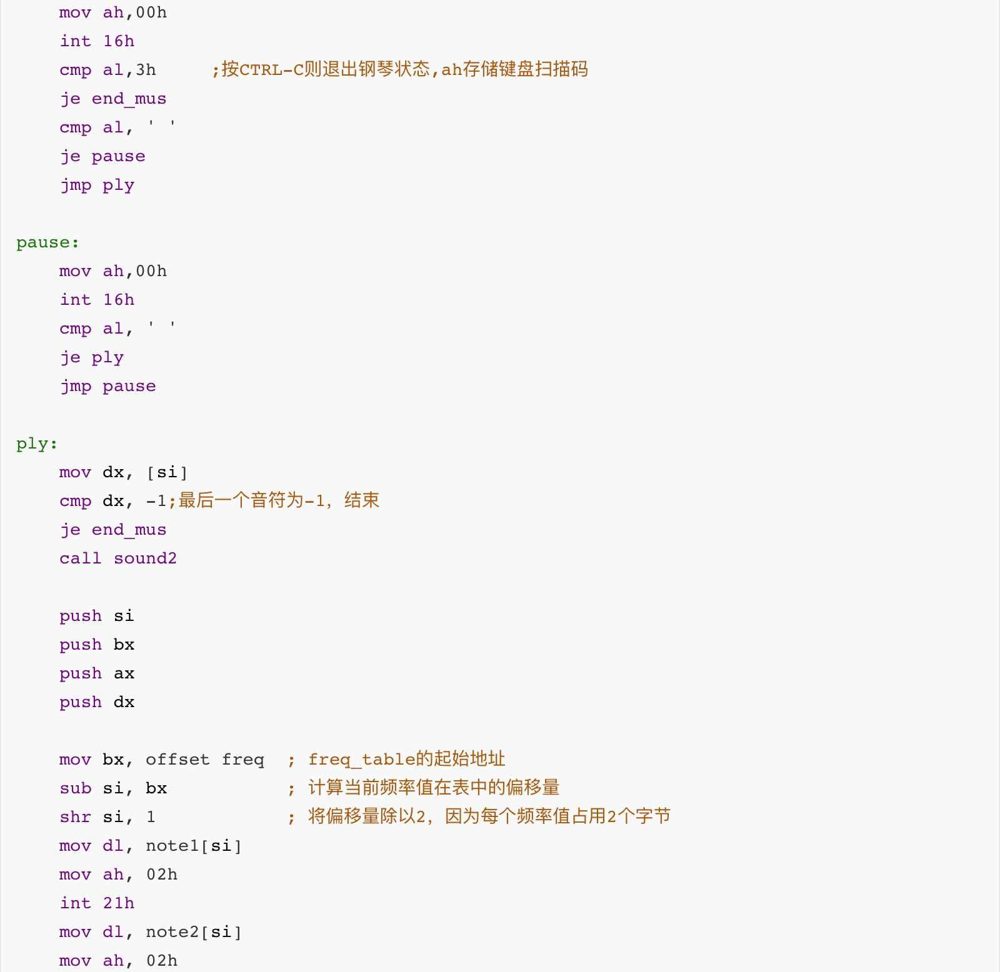 mov ah,00h
int 16h
cmp al,3h     ;按CTRL-C则退出钢琴状态,ah存储键盘扫描码
je end_mus
cmp al, ' '
je pause
jmp ply
pause:
mov ah,00h
int 16h
cmp al, ' '
je ply
jmp pause
ply:
mov dx, [si]
cmp dx, -1;最后一个音符为-1，结束
je end_mus
call sound2
push si
push bx
push ax
push dx
mov bx, offset freq  ; freq_table的起始地址
sub si, bx           ; 计算当前频率值在表中的偏移量
shr si, 1            ; 将偏移量除以2，因为每个频率值占用2个字节
mov dl, note1[si]
mov ah, 02h
int 21h
mov dl, note2[si]
mov ah, 02h